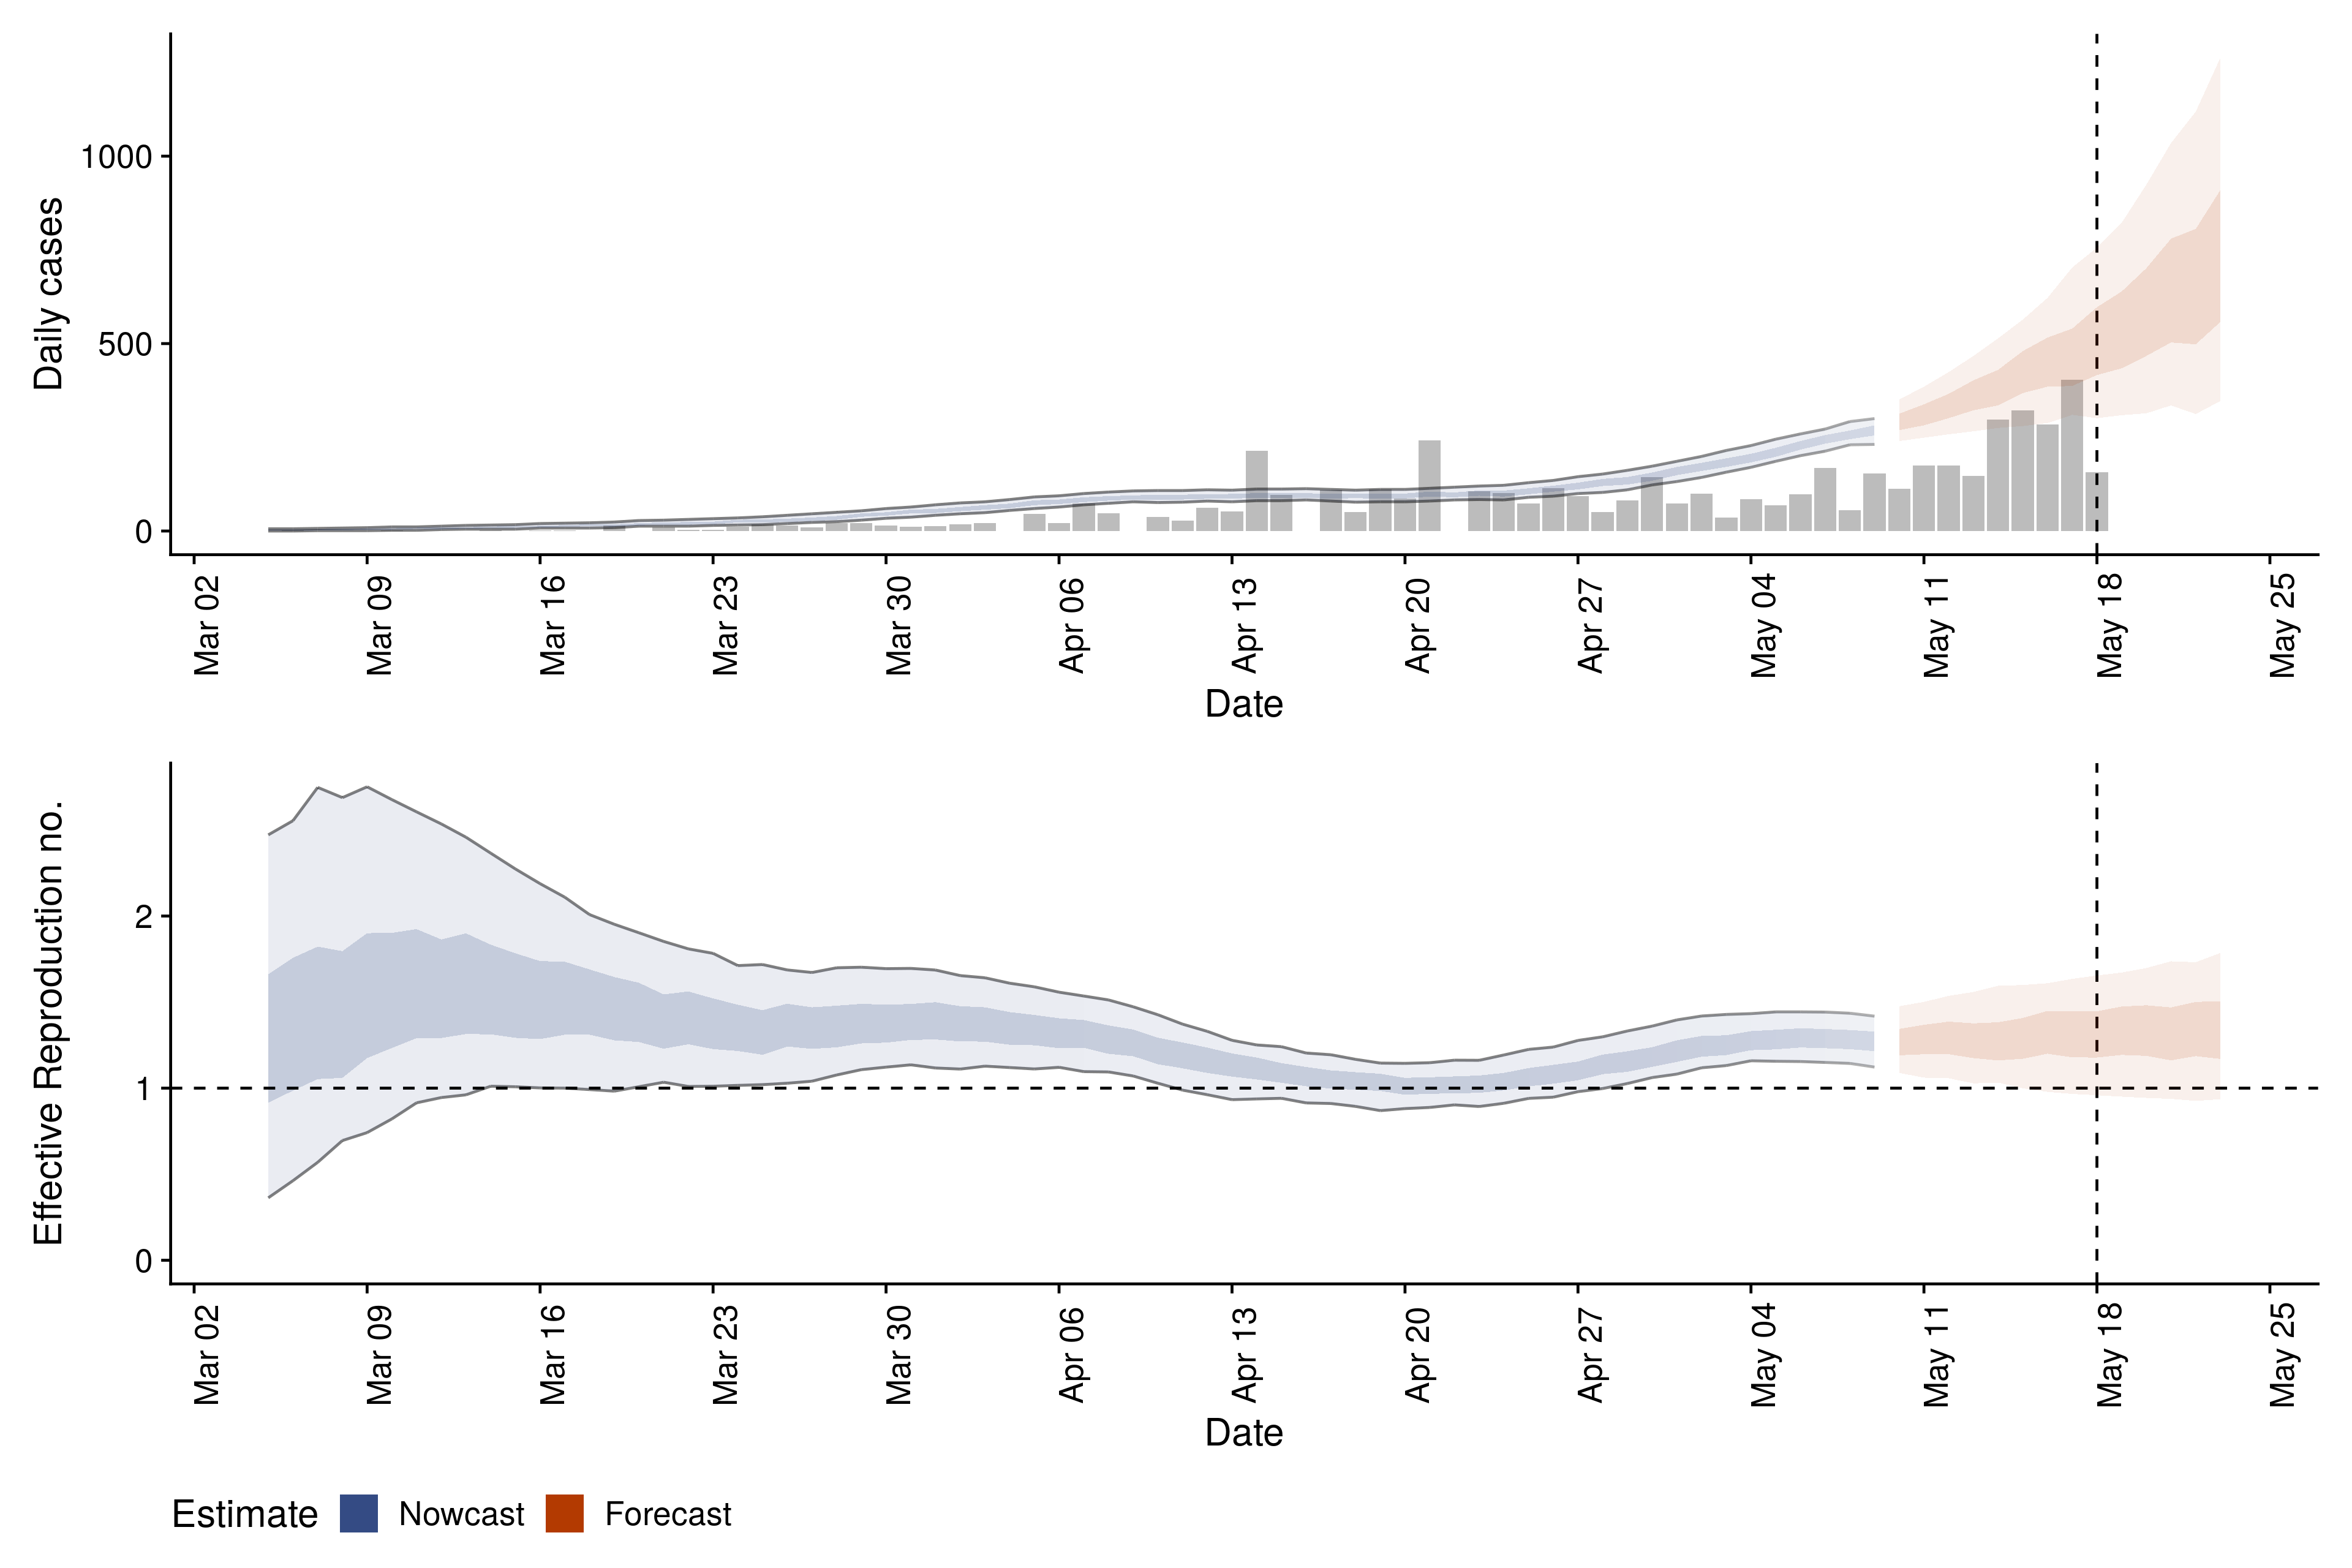 Daily cases
1000
500
0
Mar 02
Mar 09
Mar 16
Mar 23
Mar 30
Apr 06
Apr 13
Apr 20
Apr 27
May 04
May 11
May 18
May 25
Date
Effective Reproduction no.
2
1
0
Mar 02
Mar 09
Mar 16
Mar 23
Mar 30
Apr 06
Apr 13
Apr 20
Apr 27
May 04
May 11
May 18
May 25
Date
Estimate Nowcast Forecast